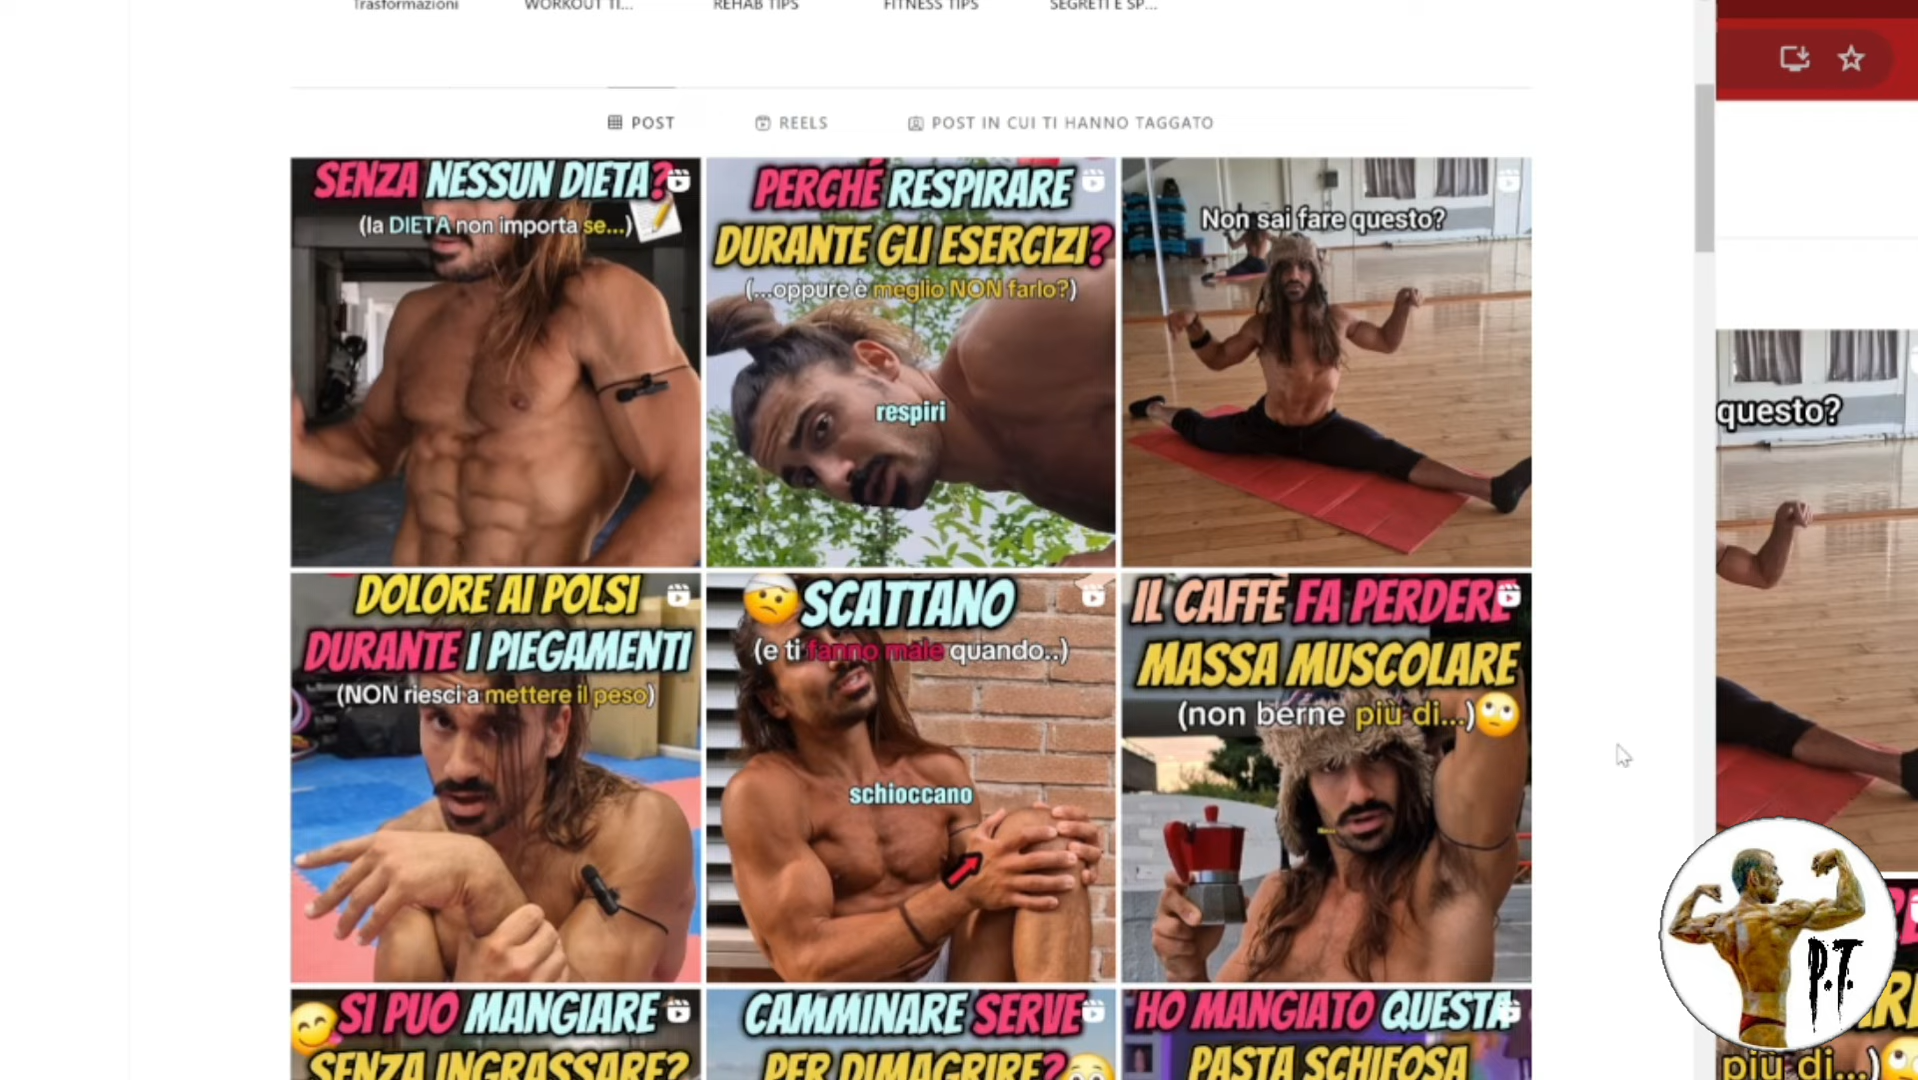 Trasformazioni
WORKOUT TI...
REHAB TIPS
FITNESS TIPS
SEGRETI E SP...
POST
REELS
POST IN CUI TI HANNO TAGGATO
SENZA NESSUN DIETA?
(la DIETA non importa se...)
PERCHÉ RESPIRARE
DURANTE GLI ESERCIZI?
(...oppure è meglio NON farlo?)
respiri
Non sai fare questo?
questo?
DOLORE AI POLSI
DURANTE I PIEGAMENTI
(NON riesci a mettere il peso)
SCATTANO
(e ti fanno male quando..)
schioccano
IL CAFFÈ FA PERDERE
MASSA MUSCOLARE
(non berne più di...)
P.T.
SI PUO MANGIARE
SENZA INGRASSARE?
CAMMINARE SERVE
PER DIMAGRIRE?
HO MANGIATO QUESTA
PASTA SCHIFOSA
più di...)